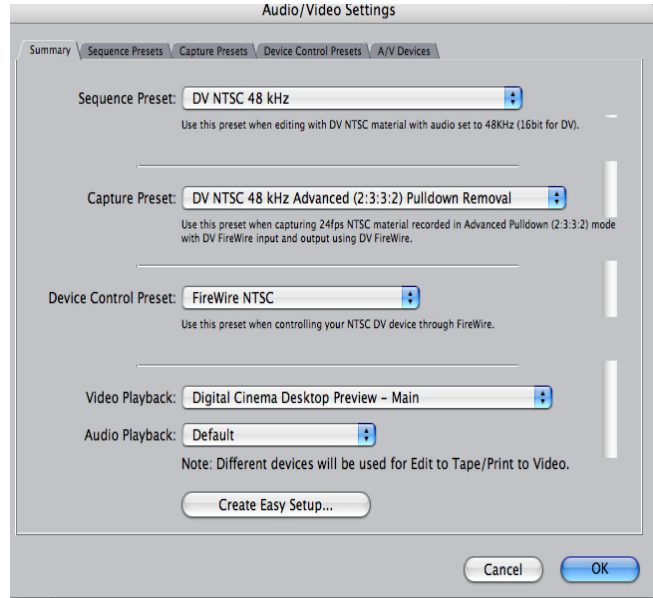 Audio/Video Settings
Summary Sequence Presets Capture Presets Device Control Presets A/V Devices
Sequence Preset: DV NTSC 48 kHz
Use this preset when editing with DV NTSC material with audio set to 48KHz (16bit for DV).
Capture Preset: DV NTSC 48 kHz Advanced (2:3:3:2) Pulldown Removal
Use this preset when capturing 24fps NTSC material recorded in Advanced Pulldown (2:3:3:2) mode
with DV FireWire input and output using DV FireWire.
Device Control Preset: FireWire NTSC
Use this preset when controlling your NTSC DV device through FireWire.
Video Playback: Digital Cinema Desktop Preview – Main
Audio Playback: Default
Note: Different devices will be used for Edit to Tape/Print to Video.
Create Easy Setup...
Cancel OK